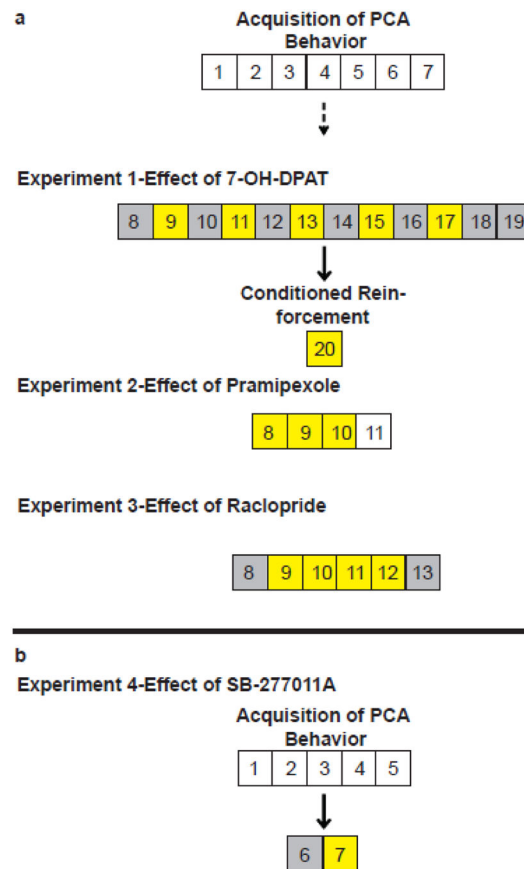 a
Acquisition of PCA
Behavior
1 2 3 4 5 6 7
Experiment 1-Effect of 7-OH-DPAT
8 9 10 11 12 13 14 15 16 17 18 19
Conditioned Rein-
forcement
20
Experiment 2-Effect of Pramipexole
8 9 10 11
Experiment 3-Effect of Raclopride
8 9 10 11 12 13
b
Experiment 4-Effect of SB-277011A
Acquisition of PCA
Behavior
1 2 3 4 5
6 7